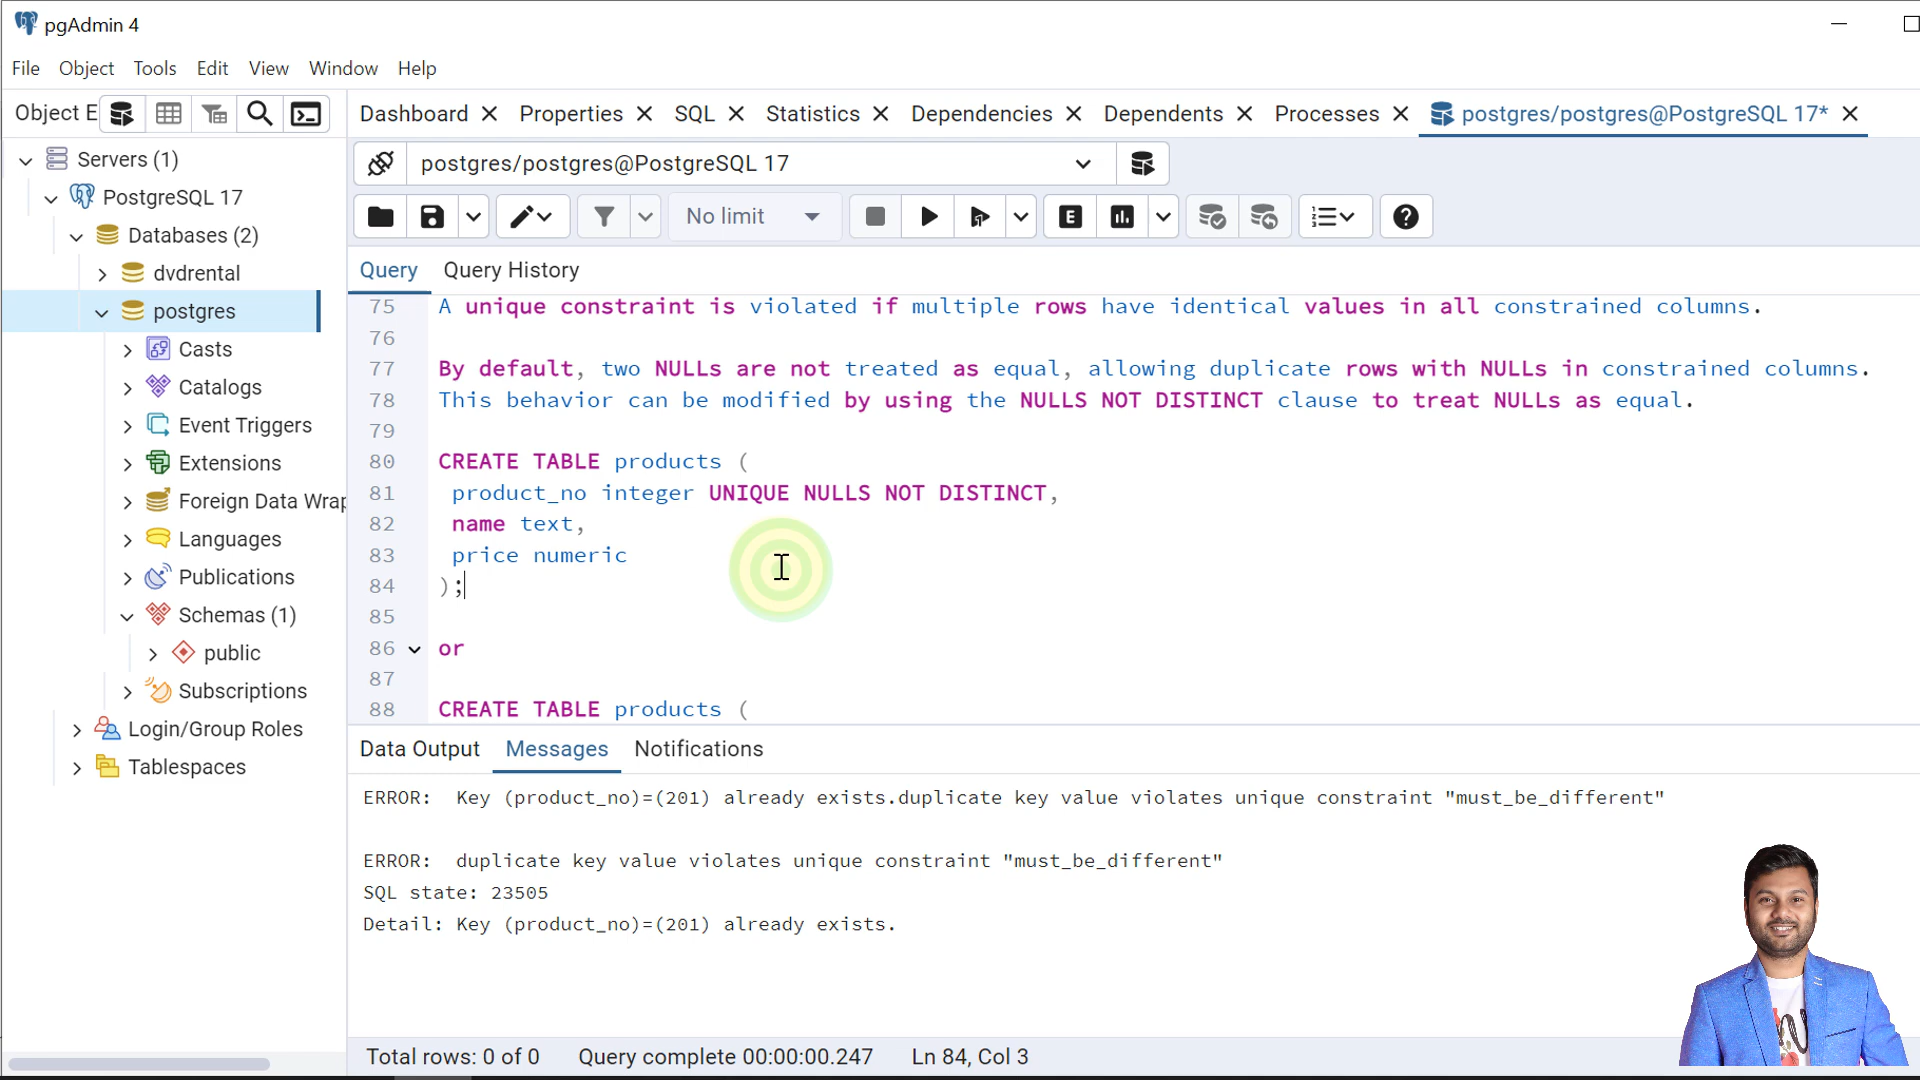 pgAdmin 4
File Object Tools Edit View Window Help
Object E
Dashboard Properties SQL Statistics Dependencies Dependents Processes postgres/postgres@PostgreSQL 17*
Servers (1)
PostgreSQL 17
Databases (2)
dvdrental
postgres
Casts
Catalogs
Event Triggers
Extensions
Foreign Data Wrap
Languages
Publications
Schemas (1)
public
Subscriptions
Login/Group Roles
Tablespaces
postgres/postgres@PostgreSQL 17
No limit
E
Query Query History
75 A unique constraint is violated if multiple rows have identical values in all constrained columns.
76
77 By default, two NULLs are not treated as equal, allowing duplicate rows with NULLs in constrained columns.
78 This behavior can be modified by using the NULLS NOT DISTINCT clause to treat NULLs as equal.
79
80 CREATE TABLE products (
81 product_no integer UNIQUE NULLS NOT DISTINCT,
82 name text,
83 price numeric
84 );
85
86 or
87
88 CREATE TABLE products (
Data Output Messages Notifications
ERROR: Key (product_no)=(201) already exists.duplicate key value violates unique constraint "must_be_different"
ERROR: duplicate key value violates unique constraint "must_be_different"
SQL state: 23505
Detail: Key (product_no)=(201) already exists.
Total rows: 0 of 0 Query complete 00:00:00.247 Ln 84, Col 3